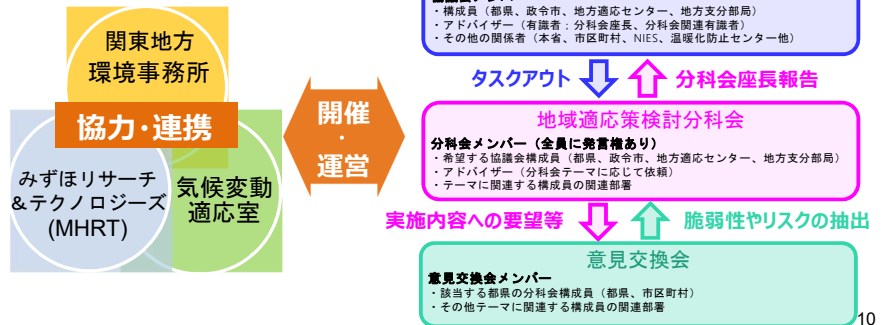 ・構成員（都県、政令市、地方適応センター、地方支分部局）
・アドバイザー（有識者；分科会座長、分科会関連有識者）
・その他の関係者（本省、市区町村、NIES、温暖化防止センター他）
関東地方
環境事務所
協力・連携
みずほリサーチ
&テクノロジーズ
(MHRT)
気候変動
適応室
開催
・
運営
タスクアウト
分科会座長報告
地域適応策検討分科会
分科会メンバー（全員に発言権あり）
・希望する協議会構成員（都県、政令市、地方適応センター、地方支分部局）
・アドバイザー（分科会テーマに応じて依頼）
・テーマに関連する構成員の関連部署
実施内容への要望等
脆弱性やリスクの抽出
意見交換会
意見交換会メンバー
・該当する都県の分科会構成員（都県、市区町村）
・その他テーマに関連する構成員の関連部署
10